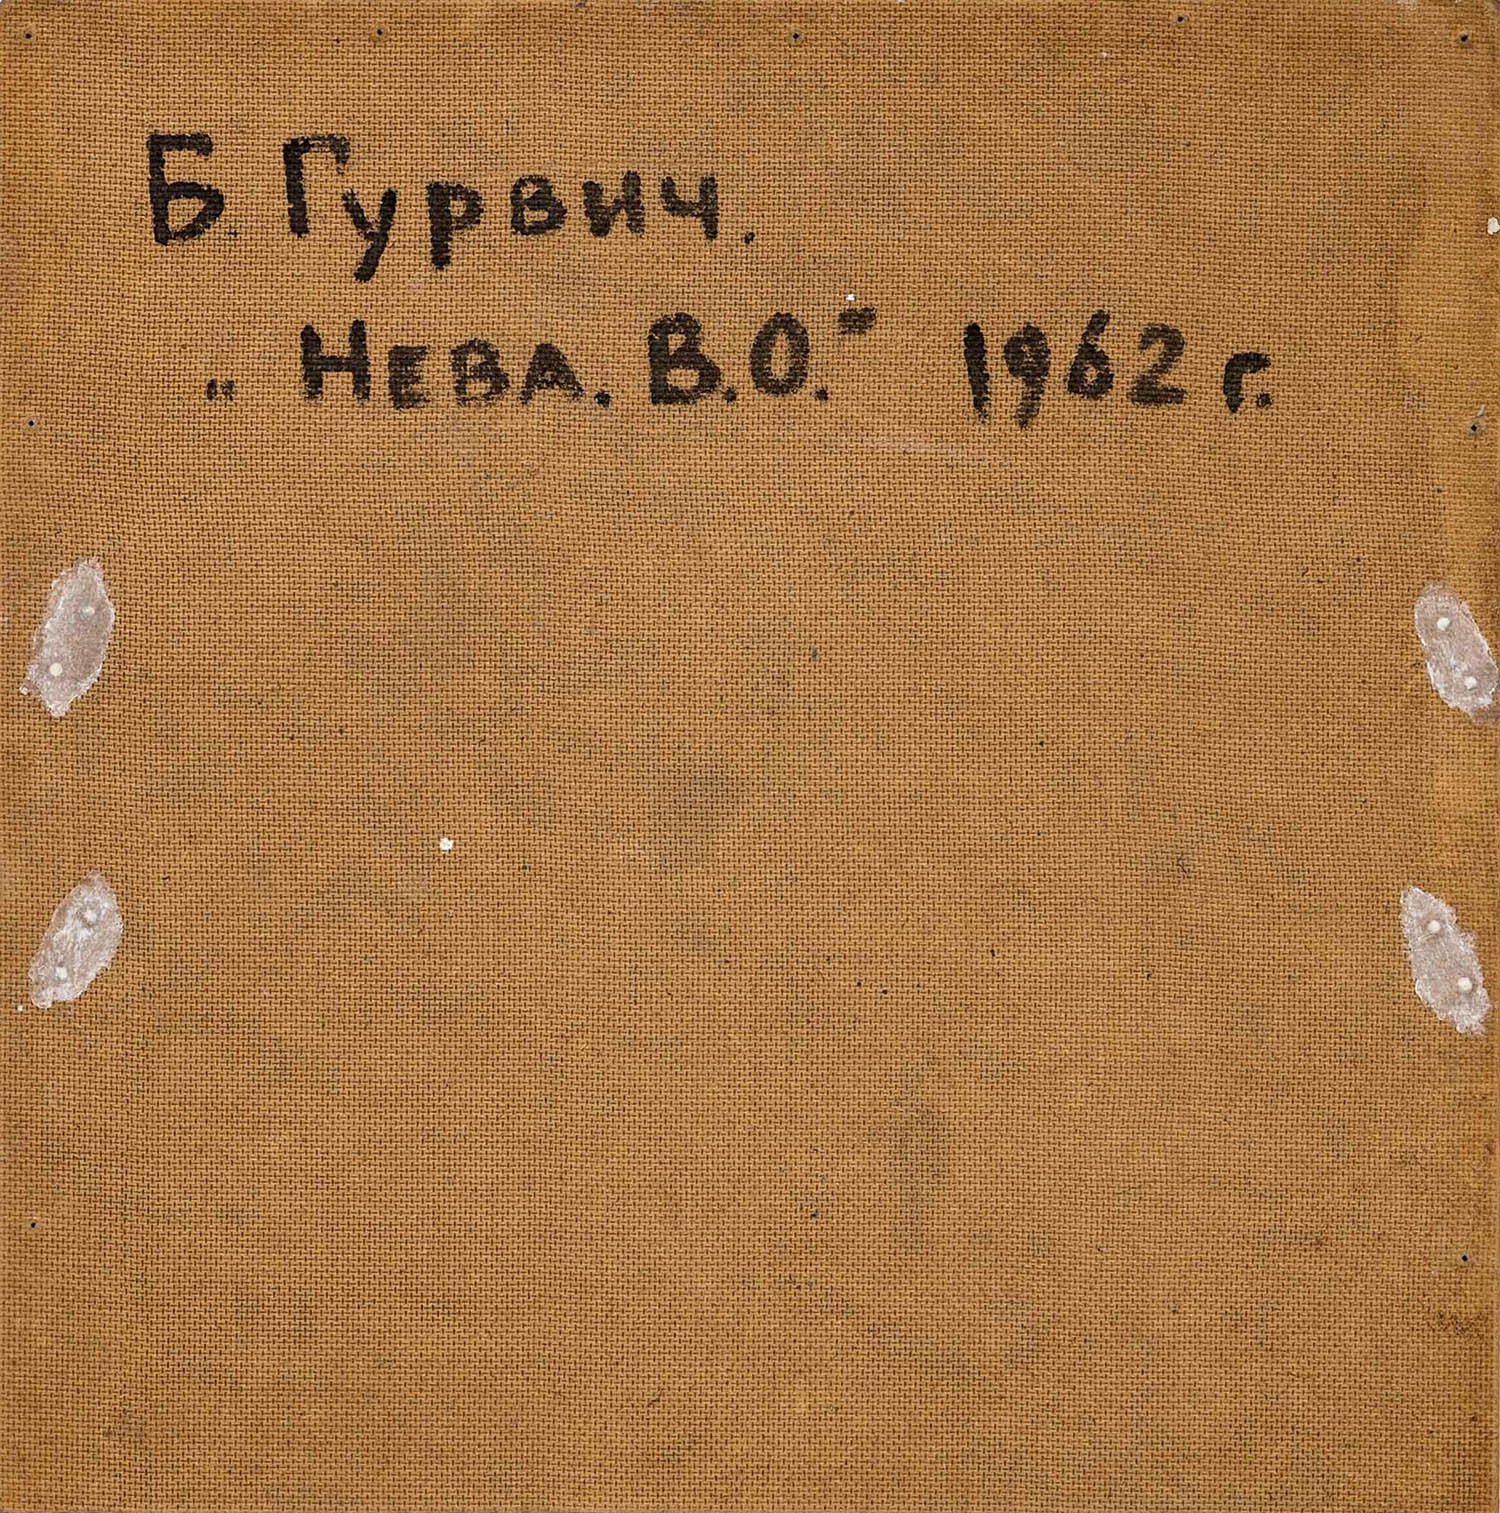 Б. Гурвич.
„ Нева. В.О.“ 1962 г.